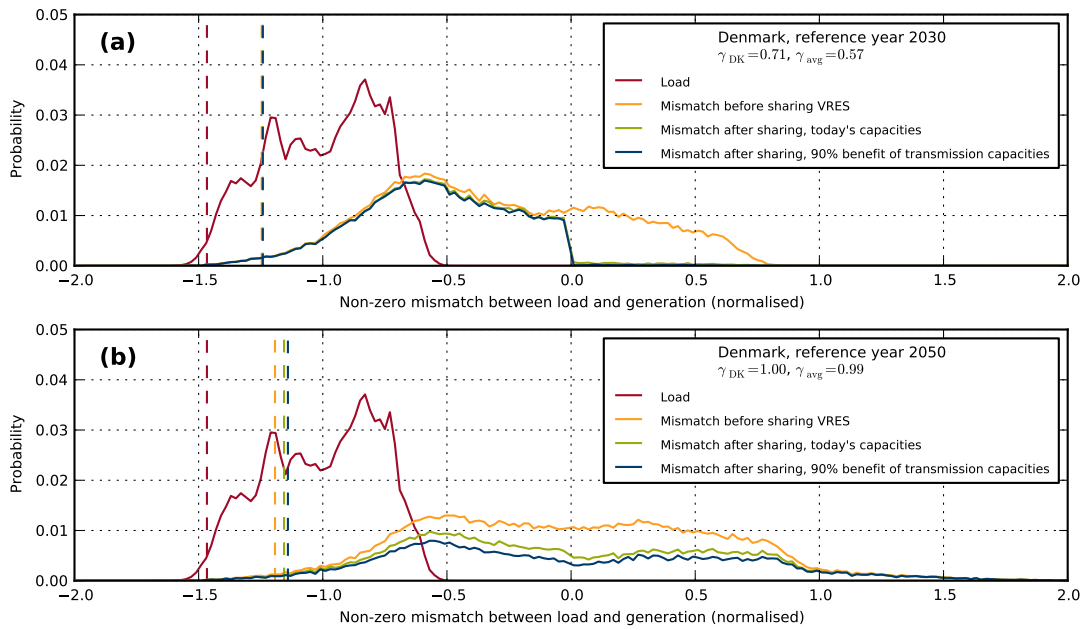 (a)
Denmark, reference year 2030
γ DK=0.71, γ avg=0.57
Load
Mismatch before sharing VRES
Mismatch after sharing, today's capacities
Mismatch after sharing, 90% benefit of transmission capacities
Probability
0.05
0.04
0.03
0.02
0.01
0.00
−2.0 −1.5 −1.0 −0.5 0.0 0.5 1.0 1.5 2.0
Non-zero mismatch between load and generation (normalised)
(b)
Denmark, reference year 2050
γ DK=1.00, γ avg=0.99
Load
Mismatch before sharing VRES
Mismatch after sharing, today's capacities
Mismatch after sharing, 90% benefit of transmission capacities
Probability
0.05
0.04
0.03
0.02
0.01
0.00
−2.0 −1.5 −1.0 −0.5 0.0 0.5 1.0 1.5 2.0
Non-zero mismatch between load and generation (normalised)